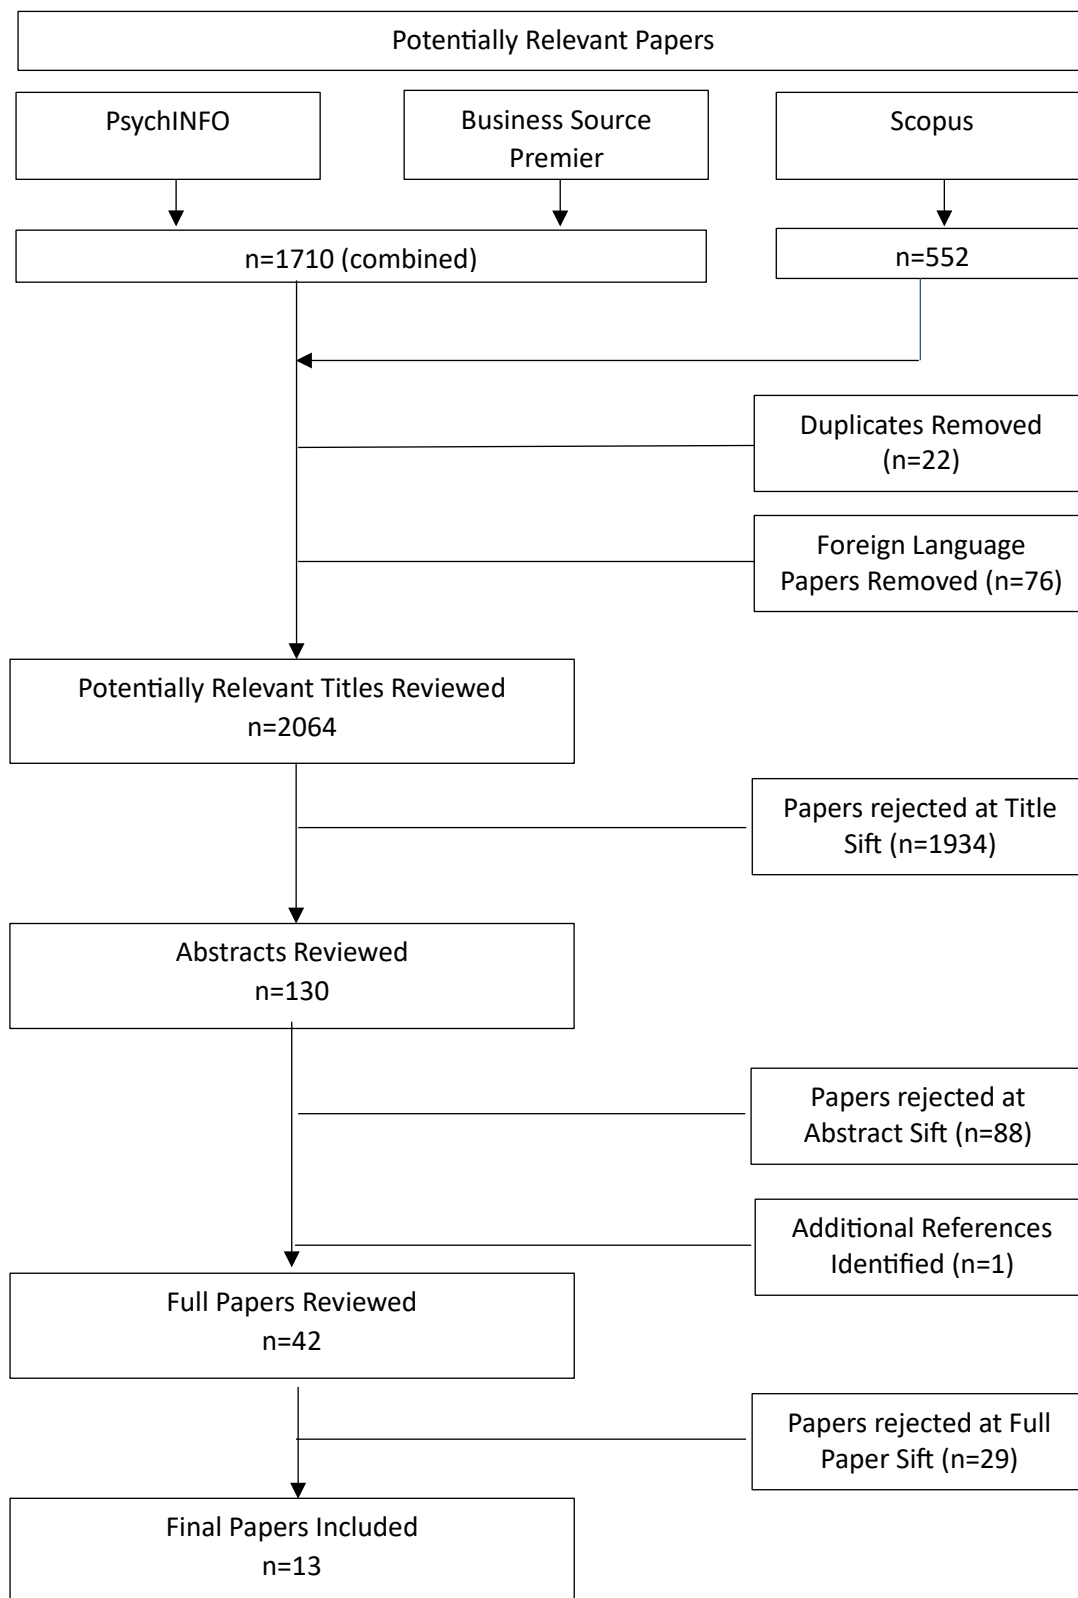 Potentially Relevant Papers
PsychINFO
Business Source
Premier
Scopus
n=1710 (combined)
n=552
Duplicates Removed
(n=22)
Foreign Language
Papers Removed (n=76)
Potentially Relevant Titles Reviewed
n=2064
Papers rejected at Title
Sift (n=1934)
Abstracts Reviewed
n=130
Papers rejected at
Abstract Sift (n=88)
Additional References
Identified (n=1)
Full Papers Reviewed
n=42
Papers rejected at Full
Paper Sift (n=29)
Final Papers Included
n=13